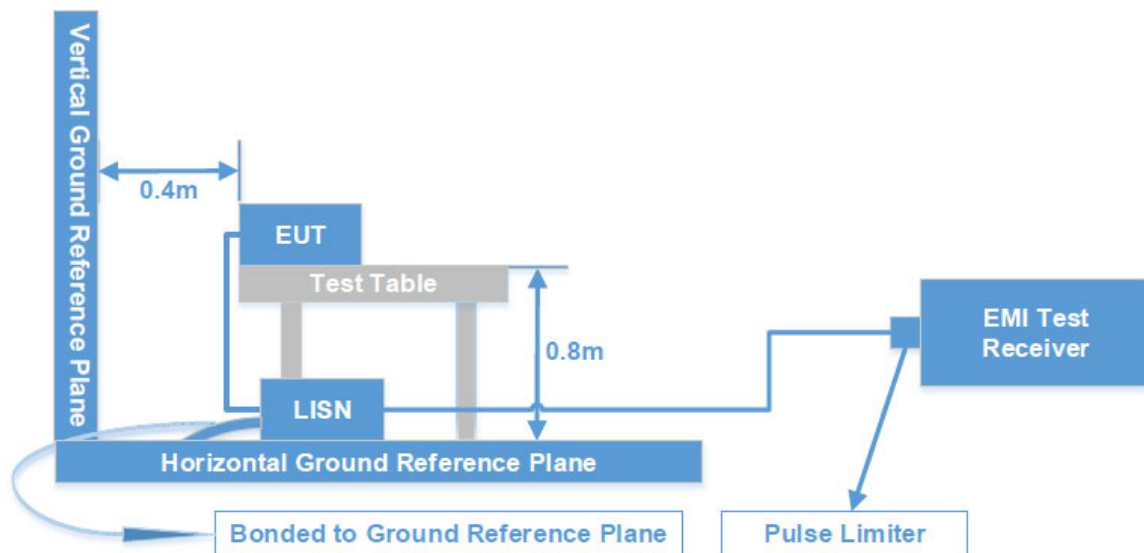 Vertical Ground Reference Plane
0.4m
EUT
Test Table
EMI Test
Receiver
0.8m
LISN
Horizontal Ground Reference Plane
Bonded to Ground Reference Plane
Pulse Limiter